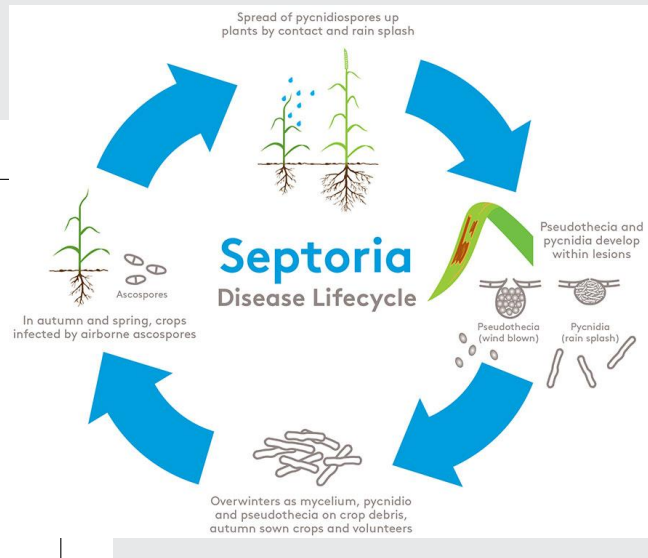 Spread of pycnidiospores up
plants by contact and rain splash
Septoria
Disease Lifecycle
Pseudothecia and
pycnidia develop
within lesions
Pseudothecia
(wind blown)
Pycnidia
(rain splash)
Ascospores
In autumn and spring, crops
infected by airborne ascospores
Overwinters as mycelium, pycnidio
and pseudothecia on crop debris,
autumn sown crops and volunteers